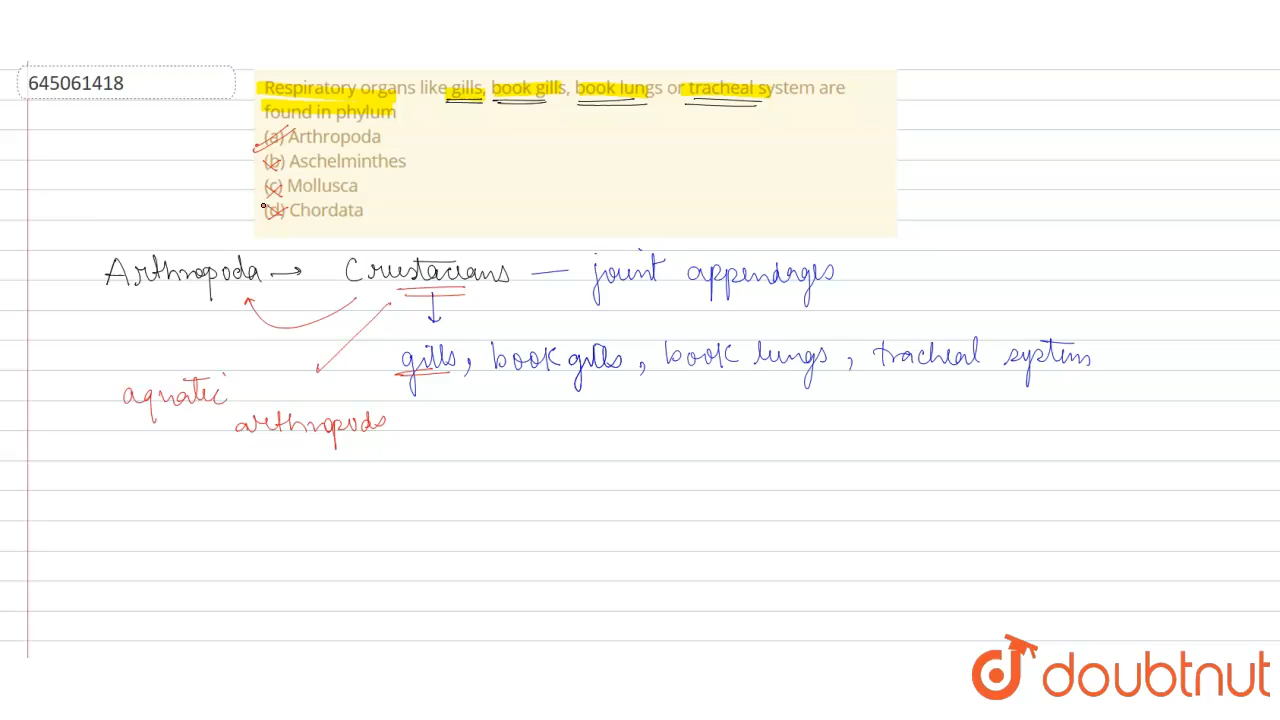 645061418
Respiratory organs like gills, book gills, book lungs or tracheal system are
found in phylum
(a) Arthropoda
(b) Aschelminthes
(c) Mollusca
(d) Chordata
Arthropoda → Crustacians — joint appendages
gills, book gills, book lungs, tracheal system
aquatic
arthropods
doubtnut